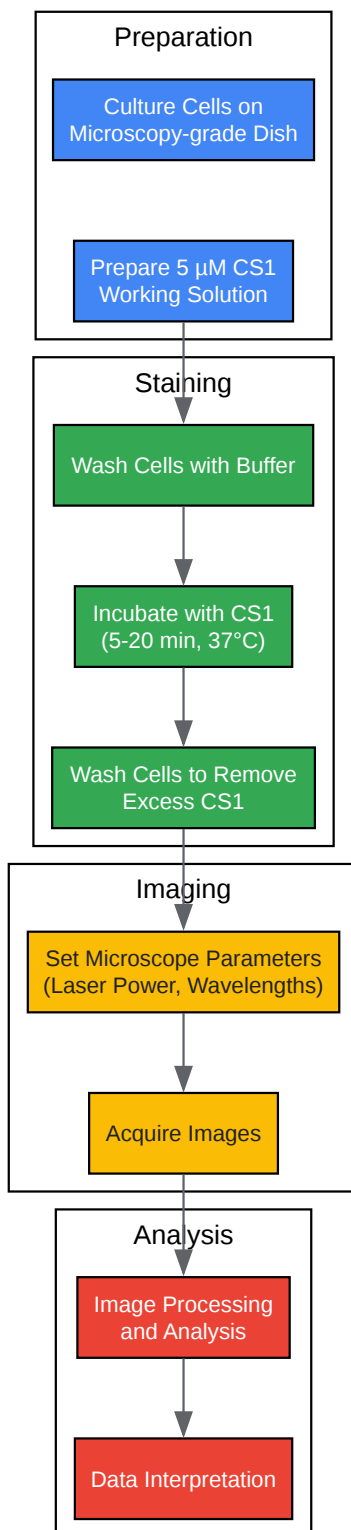 Preparation
Culture Cells on
Microscopy-grade Dish
Prepare 5 µM CS1
Working Solution
Staining
Wash Cells with Buffer
Incubate with CS1
(5-20 min, 37°C)
Wash Cells to Remove
Excess CS1
Imaging
Set Microscope Parameters
(Laser Power, Wavelengths)
Acquire Images
Analysis
Image Processing
and Analysis
Data Interpretation